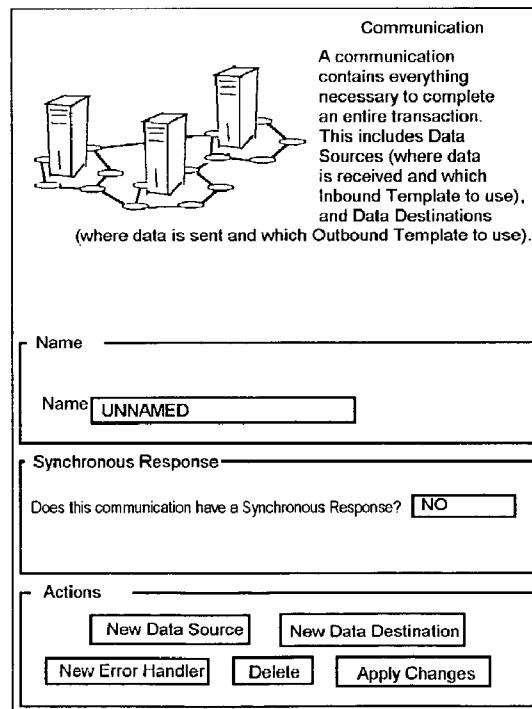 Communication
A communication
contains everything
necessary to complete
an entire transaction.
This includes Data
Sources (where data
is received and which
Inbound Template to use),
and Data Destinations
(where data is sent and which Outbound Template to use).
Name
Name UNNAMED
Synchronous Response
Does this communication have a Synchronous Response? NO
Actions
New Data Source New Data Destination
New Error Handler Delete Apply Changes